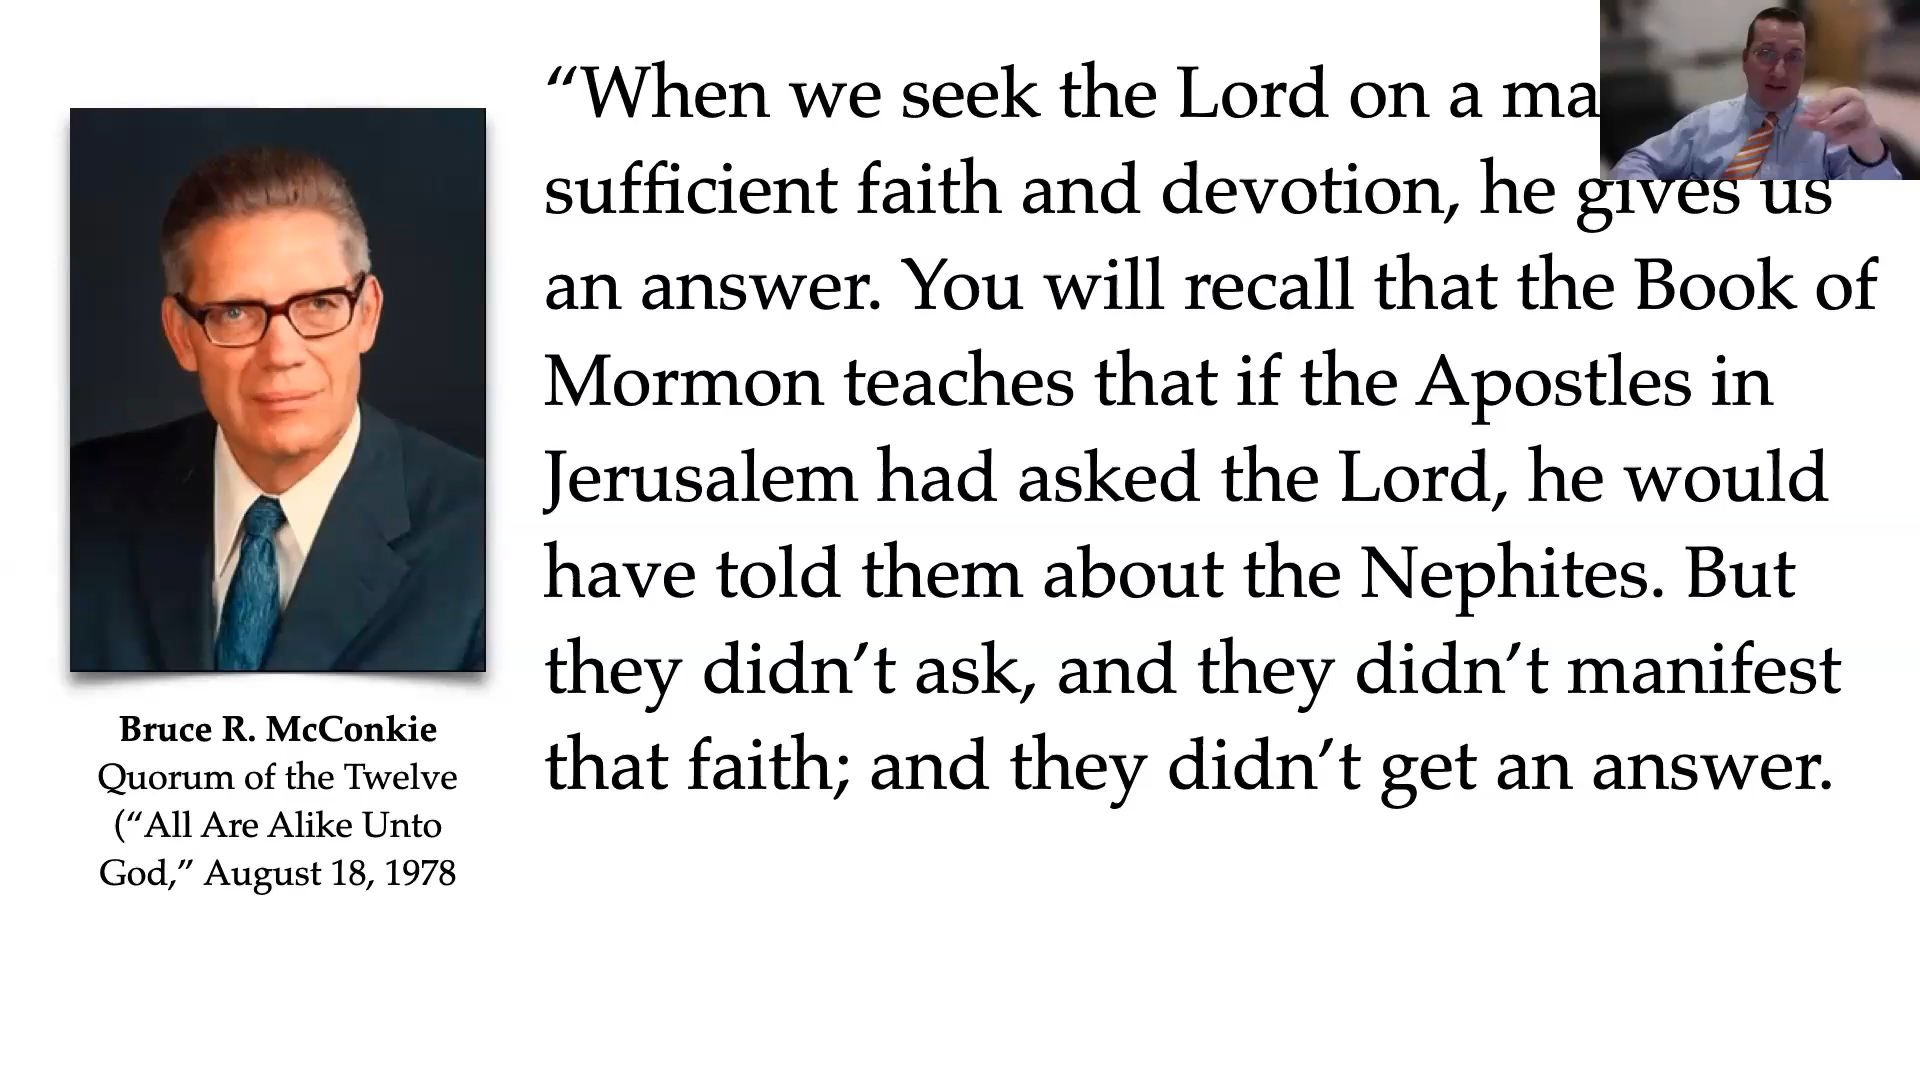 “When we seek the Lord on a
sufficient faith and devotion, he gives us
an answer. You will recall that the Book of
Mormon teaches that if the Apostles in
Jerusalem had asked the Lord, he would
have told them about the Nephites. But
they didn’t ask, and they didn’t manifest
that faith; and they didn’t get an answer.
Bruce R. McConkie
Quorum of the Twelve
(“All Are Alike Unto
God,” August 18, 1978